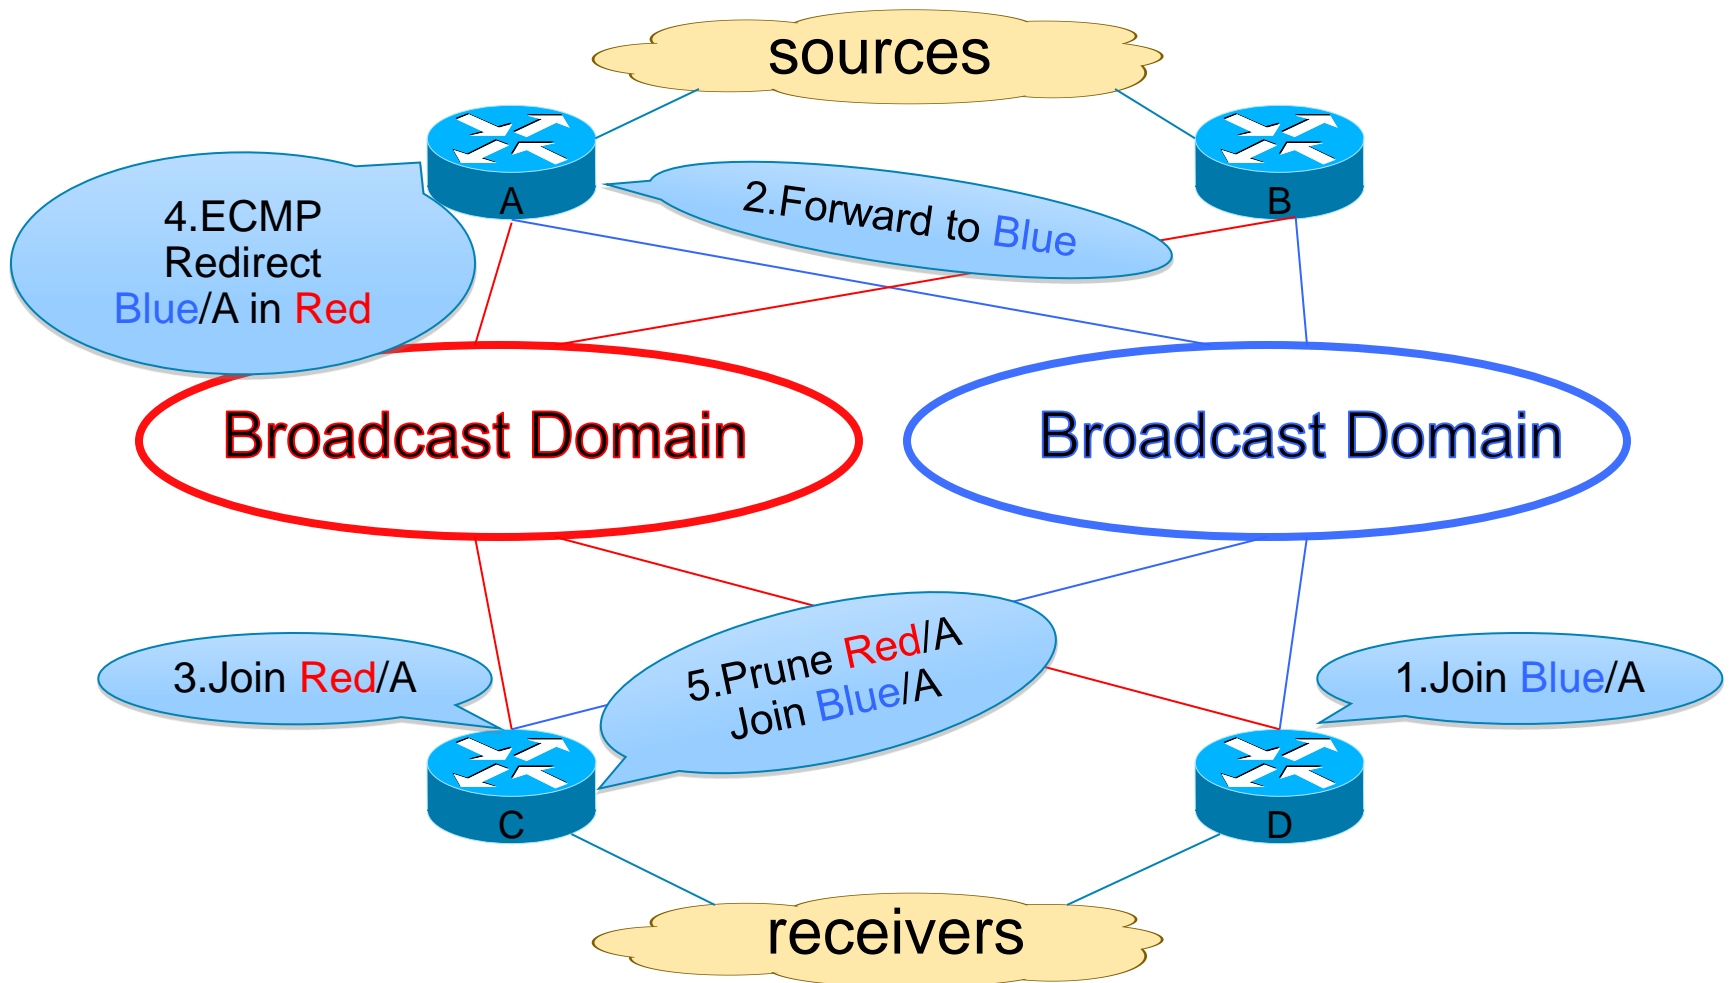 sources
A
B
2.Forward to Blue
4.ECMP
Redirect
Blue/A in Red
Broadcast Domain
Broadcast Domain
3.Join Red/A
5.Prune Red/A
Join Blue/A
1.Join Blue/A
C
D
receivers